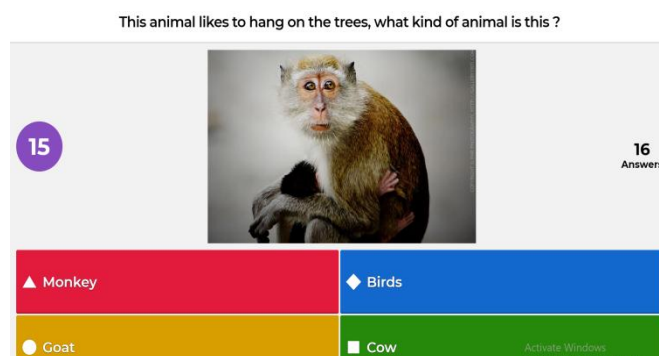 This animal likes to hang on the trees, what kind of animal is this ?
15
16
Answers
Monkey
Birds
Goat
Cow
Activate Windows